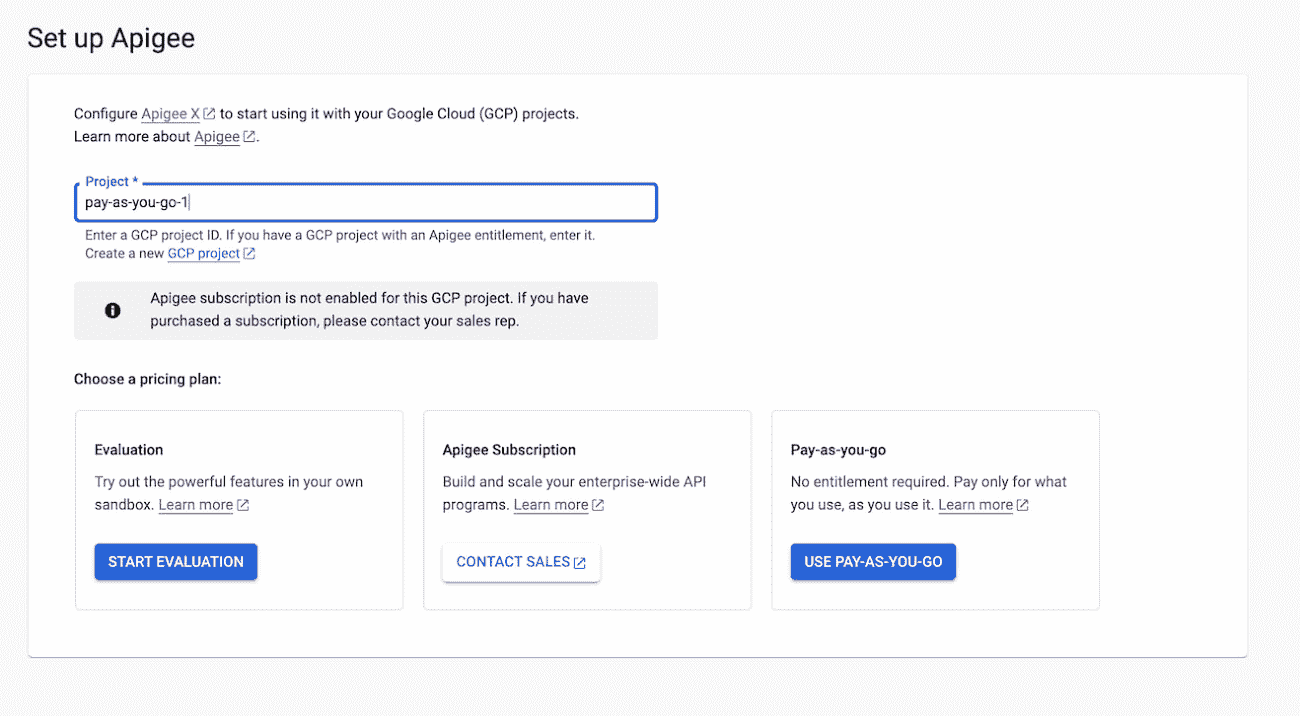 Set up Apigee
Configure Apigee X to start using it with your Google Cloud (GCP) projects.
Learn more about Apigee.
Project *
pay-as-you-go-1
Enter a GCP project ID. If you have a GCP project with an Apigee entitlement, enter it.
Create a new GCP project
Apigee subscription is not enabled for this GCP project. If you have
purchased a subscription, please contact your sales rep.
Choose a pricing plan:
Evaluation
Try out the powerful features in your own
sandbox. Learn more
START EVALUATION
Apigee Subscription
Build and scale your enterprise-wide API
programs. Learn more
CONTACT SALES
Pay-as-you-go
No entitlement required. Pay only for what
you use, as you use it. Learn more
USE PAY-AS-YOU-GO